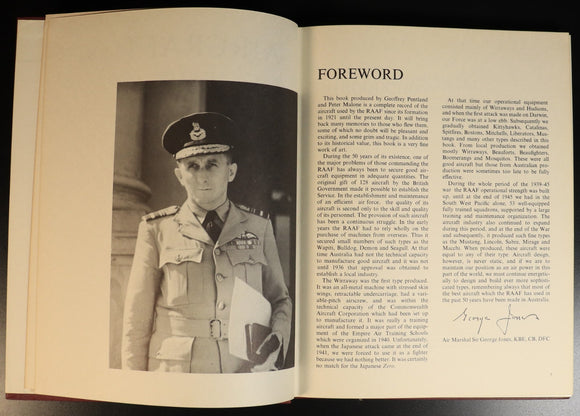 FOREWORD
This book produced by Geoffrey Pentland
and Peter Malone is a complete record of the
aircraft used by the RAAF since its formation
in 1921 until the present day. It will bring
back many memories to those who flew them,
some of which no doubt will be pleasant and
exciting, and some grim and tragic. In addition
to its historical value, this book is a very fine
work of art.
During the 50 years of its existence, one of
the major problems of those commanding the
RAAF has always been to secure good air-
craft equipment in adequate quantities. The
original gift of 128 aircraft by the British
Government made it possible to establish the
Service. In the establishment and maintenance
of an efficient air force, the quality of its
aircraft is second only to the skill and quality
of its personnel. The provision of such aircraft
has been a continuous struggle. In the early
years the RAAF had to rely wholly on the
purchase of machines from overseas. Thus it
secured small numbers of such types as the
Wapiti, Bulldog, Demon and Seagull. At that
time Australia had not the technical capacity
to manufacture good aircraft and it was not
until 1936 that approval was obtained to
establish a local industry.
The Wirraway was the first type produced.
It was an all-metal machine with stressed skin
wings, retractable undercarriage, had a vari-
able-pitch airscrew, and was within the
technical capacity of the Commonwealth
Aircraft Corporation which had been set up
to manufacture it. It was really a training
aircraft and formed a major part of the equip-
ment of the Empire Air Training Schools
which were organized in 1940. Unfortunately,
when the Japanese attack came at the end of
1941, we were forced to use it as a fighter
because we had nothing better. It was certainly
no match for the Japanese Zero.
At that time our operational equipment
consisted mainly of Wirraways and Hudsons,
and when the first attack was made on Darwin,
our Force was at a low ebb. Subsequently we
gradually obtained Kittyhawks, Catalinas,
Spitfires, Bostons, Mitchells, Liberators, Mus-
tangs and many other types described in this
book. From local production we obtained
mostly Wirraways, Beauforts, Beaufighters,
Boomerangs and Mosquitos. These were all
good aircraft but those from Australian pro-
duction were sometimes too late to be fully
effective.
During the whole period of the 1939-45
war the RAAF operational strength was built
up, until at the end of 1945 we had in the
South West Pacific alone, 53 well-equipped
fully trained squadrons, supported by a large
training and maintenance organization. The
aircraft industry also continued to expand
during this period, and at the end of the War
and subsequently, it produced such fine types
as the Mustang, Lincoln, Sabre, Mirage and
Macchi. When produced, these aircraft were
equal to any of their type. Aircraft design,
however, is never static, and if we are to
maintain our position as an air power in this
part of the world, we must continue energetic-
ally to design and build ever more sophisti-
cated types, remembering always that most of
the best aircraft which the RAAF has used in
the past 50 years have been made in Australia.
George Jones
Air Marshal Sir George Jones, KBE, CB, DFC